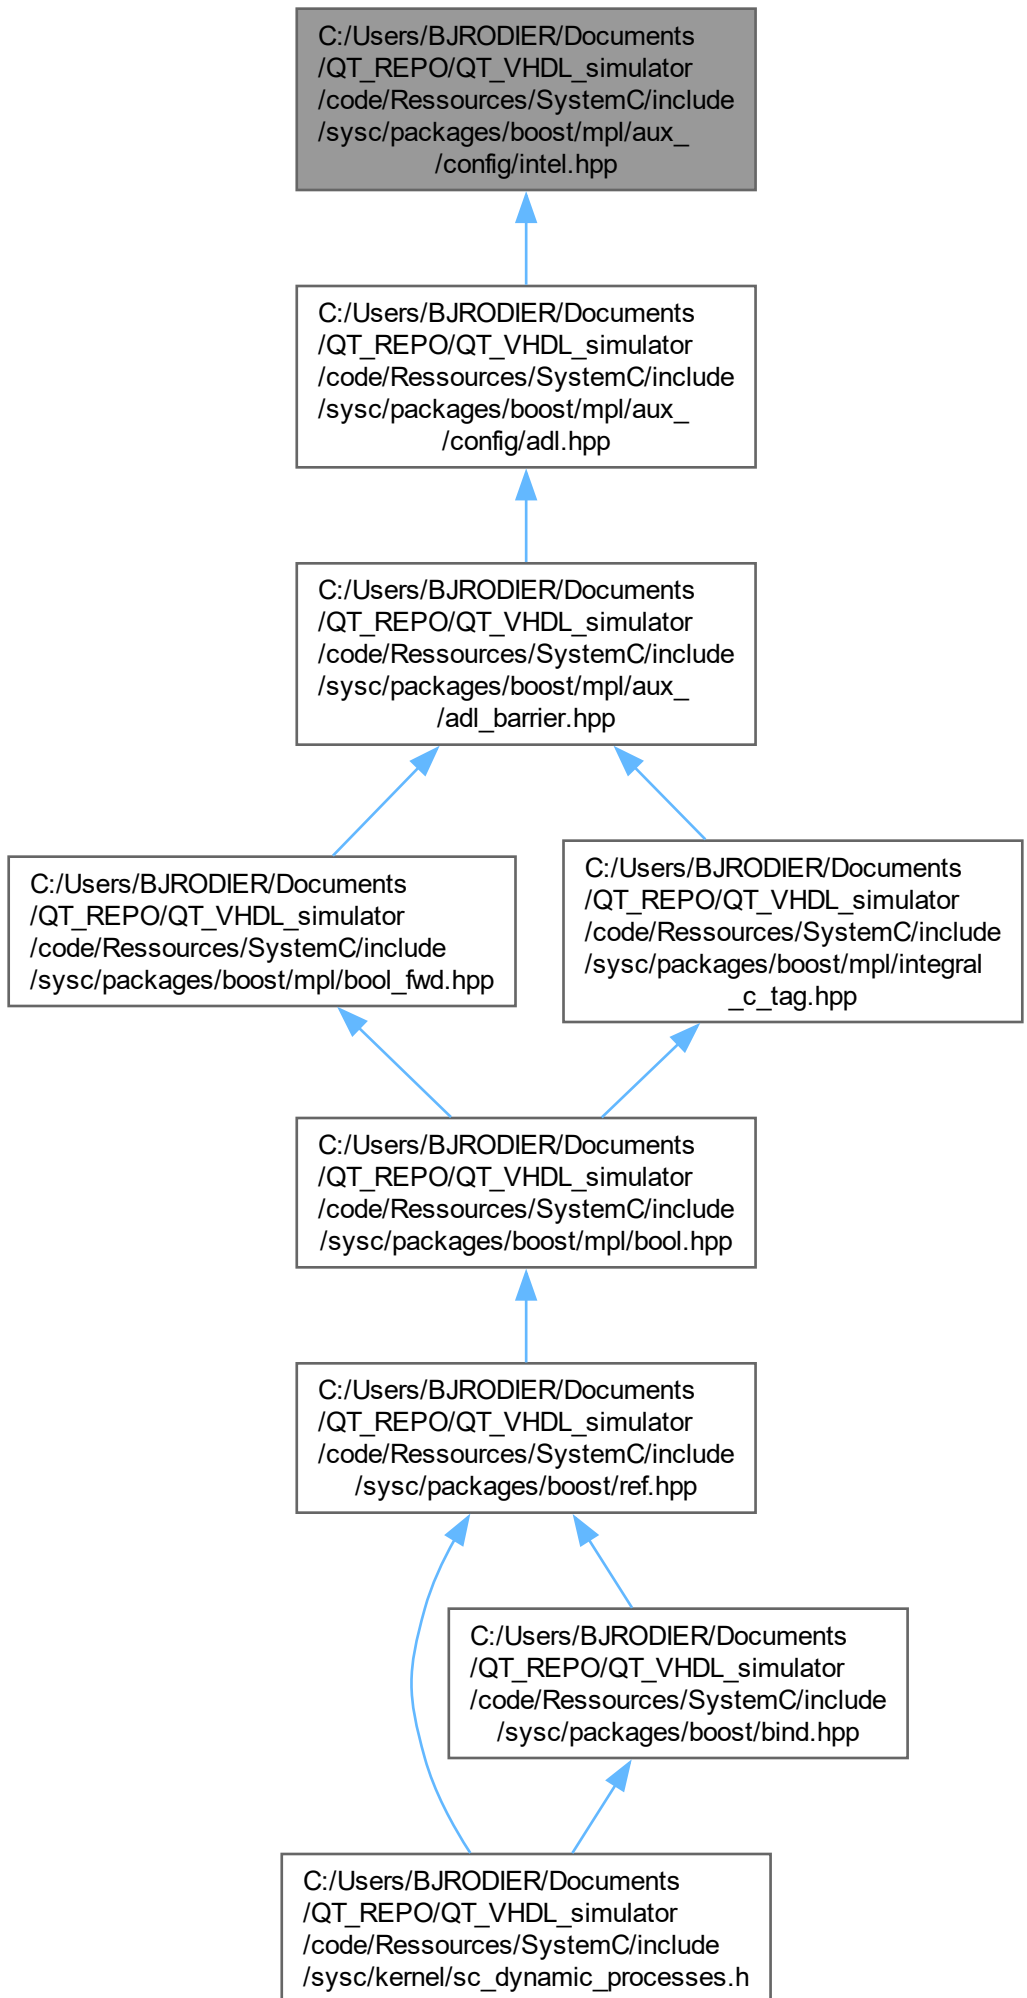 C:/Users/BJRODIER/Documents
/QT_REPO/QT_VHDL_simulator
/code/Ressources/SystemC/include
/sysc/packages/boost/mpl/aux_
/config/intel.hpp
C:/Users/BJRODIER/Documents
/QT_REPO/QT_VHDL_simulator
/code/Ressources/SystemC/include
/sysc/packages/boost/mpl/aux_
/config/adl.hpp
C:/Users/BJRODIER/Documents
/QT_REPO/QT_VHDL_simulator
/code/Ressources/SystemC/include
/sysc/packages/boost/mpl/aux_
/adl_barrier.hpp
C:/Users/BJRODIER/Documents
/QT_REPO/QT_VHDL_simulator
/code/Ressources/SystemC/include
/sysc/packages/boost/mpl/bool_fwd.hpp
C:/Users/BJRODIER/Documents
/QT_REPO/QT_VHDL_simulator
/code/Ressources/SystemC/include
/sysc/packages/boost/mpl/integral
_c_tag.hpp
C:/Users/BJRODIER/Documents
/QT_REPO/QT_VHDL_simulator
/code/Ressources/SystemC/include
/sysc/packages/boost/mpl/bool.hpp
C:/Users/BJRODIER/Documents
/QT_REPO/QT_VHDL_simulator
/code/Ressources/SystemC/include
/sysc/packages/boost/ref.hpp
C:/Users/BJRODIER/Documents
/QT_REPO/QT_VHDL_simulator
/code/Ressources/SystemC/include
/sysc/packages/boost/bind.hpp
C:/Users/BJRODIER/Documents
/QT_REPO/QT_VHDL_simulator
/code/Ressources/SystemC/include
/sysc/kernel/sc_dynamic_processes.h